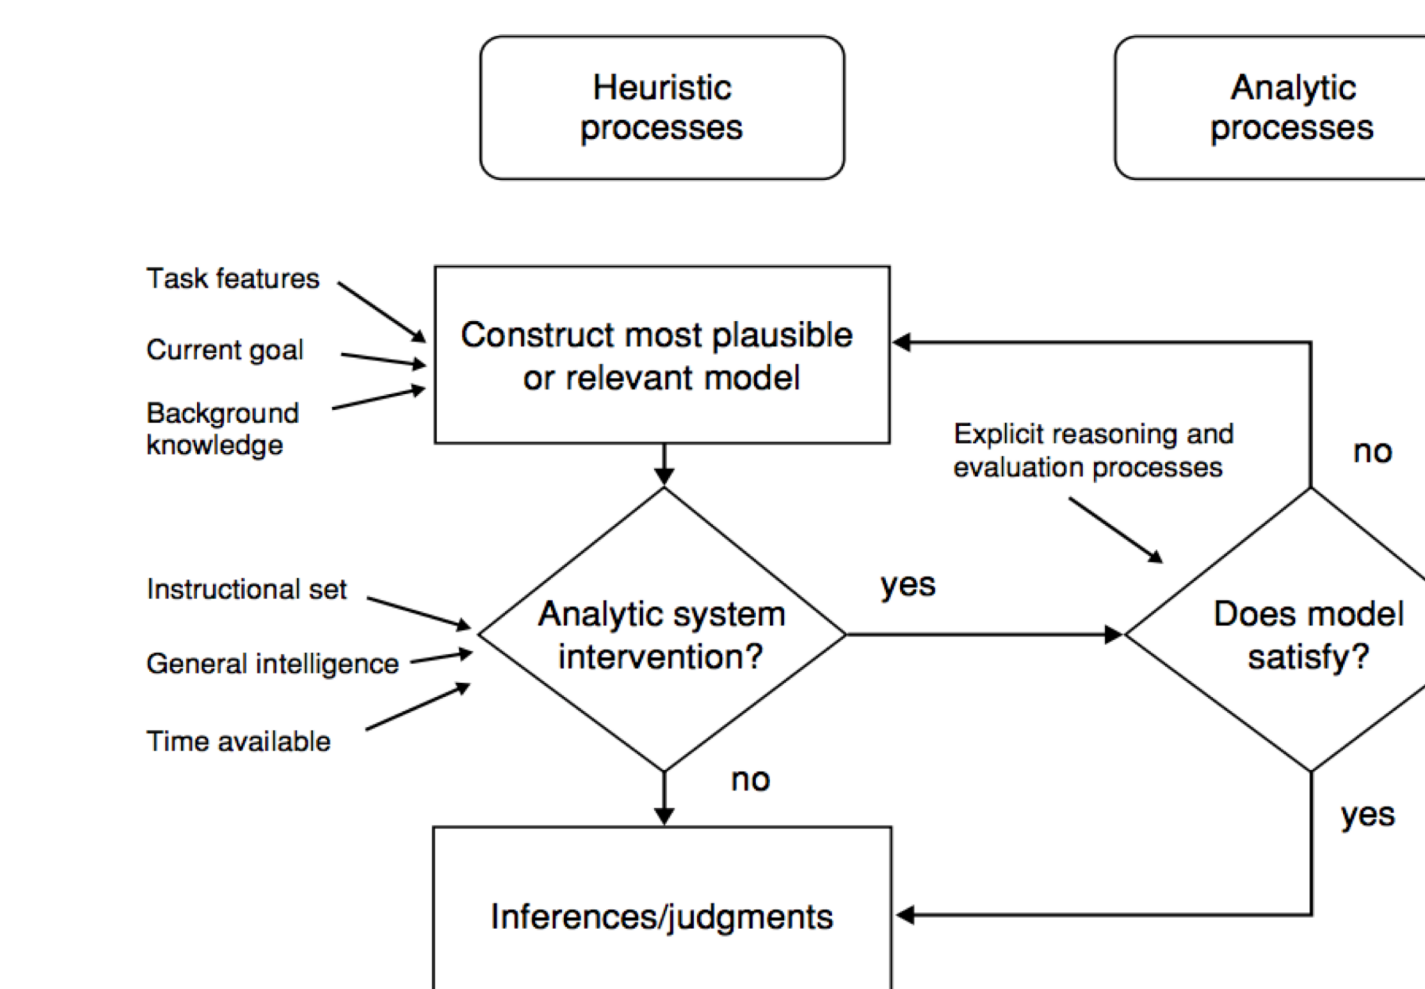 Heuristic
processes
Analytic
processes
Task features
Current goal
Background
knowledge
Construct most plausible
or relevant model
Explicit reasoning and
evaluation processes
no
Instructional set
General intelligence
Time available
Analytic system
intervention?
yes
Does model
satisfy?
no
yes
Inferences/judgments